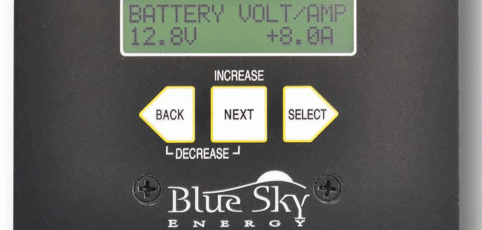 BATTERY VOLT/AMP
12.8V +8.0A
INCREASE
BACK NEXT SELECT
DECREASE
Blue Sky
ENERGY